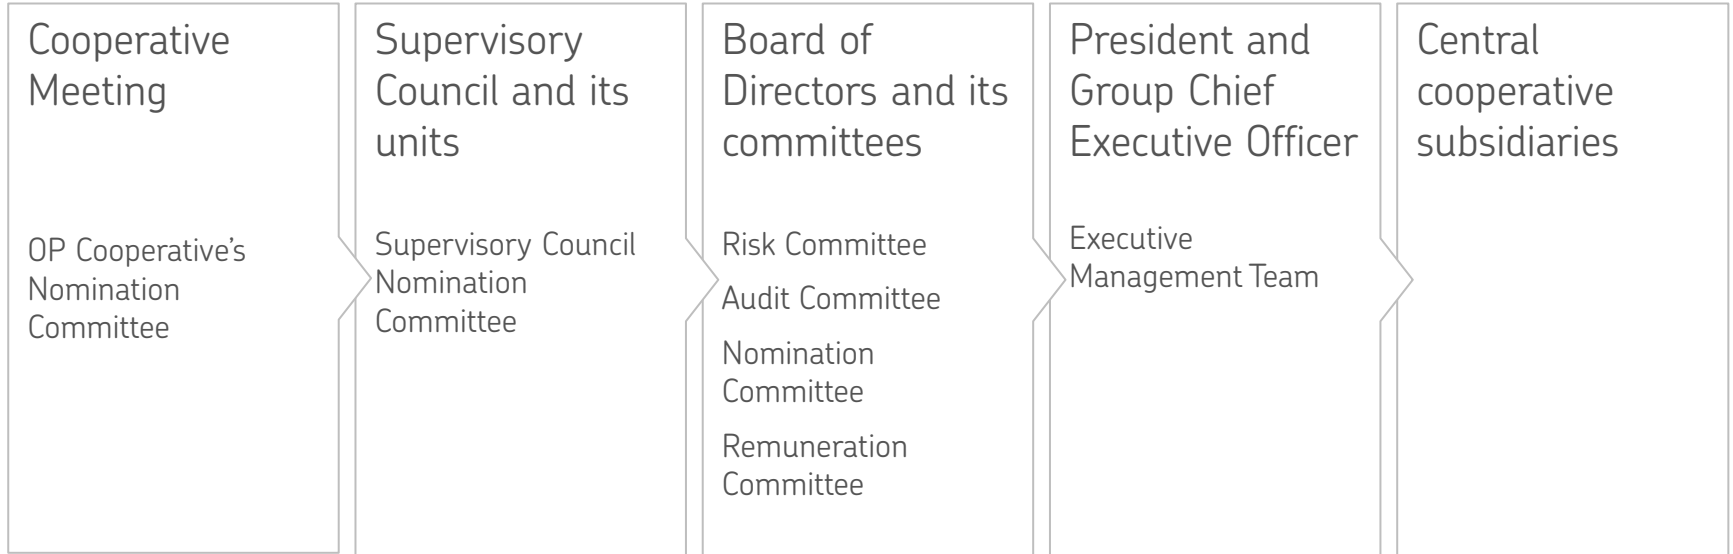 Cooperative
Meeting
OP Cooperative’s
Nomination
Committee
Supervisory
Council and its
units
Supervisory Council
Nomination
Committee
Board of
Directors and its
committees
Risk Committee
Audit Committee
Nomination
Committee
Remuneration
Committee
President and
Group Chief
Executive Officer
Executive
Management Team
Central
cooperative
subsidiaries